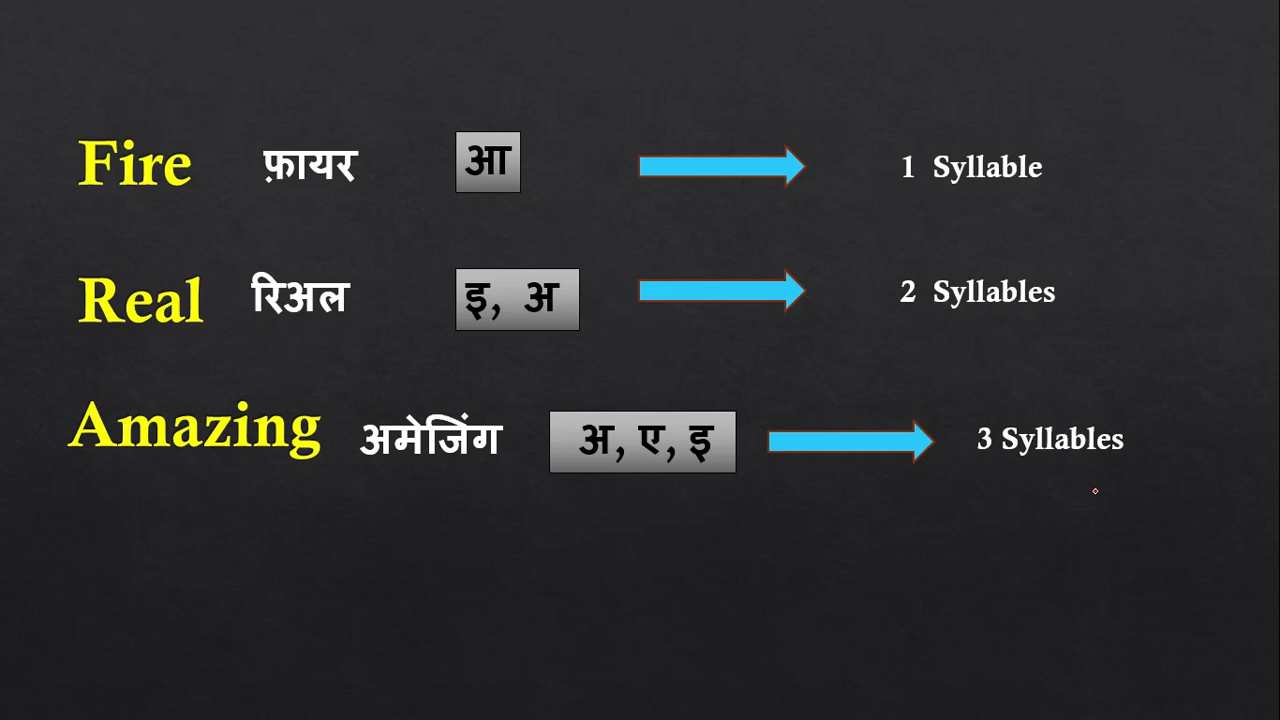 Fire फ़ायर आ 1 Syllable
Real रिअल इ, अ 2 Syllables
Amazing अमेजिंग अ, ए, इ 3 Syllables